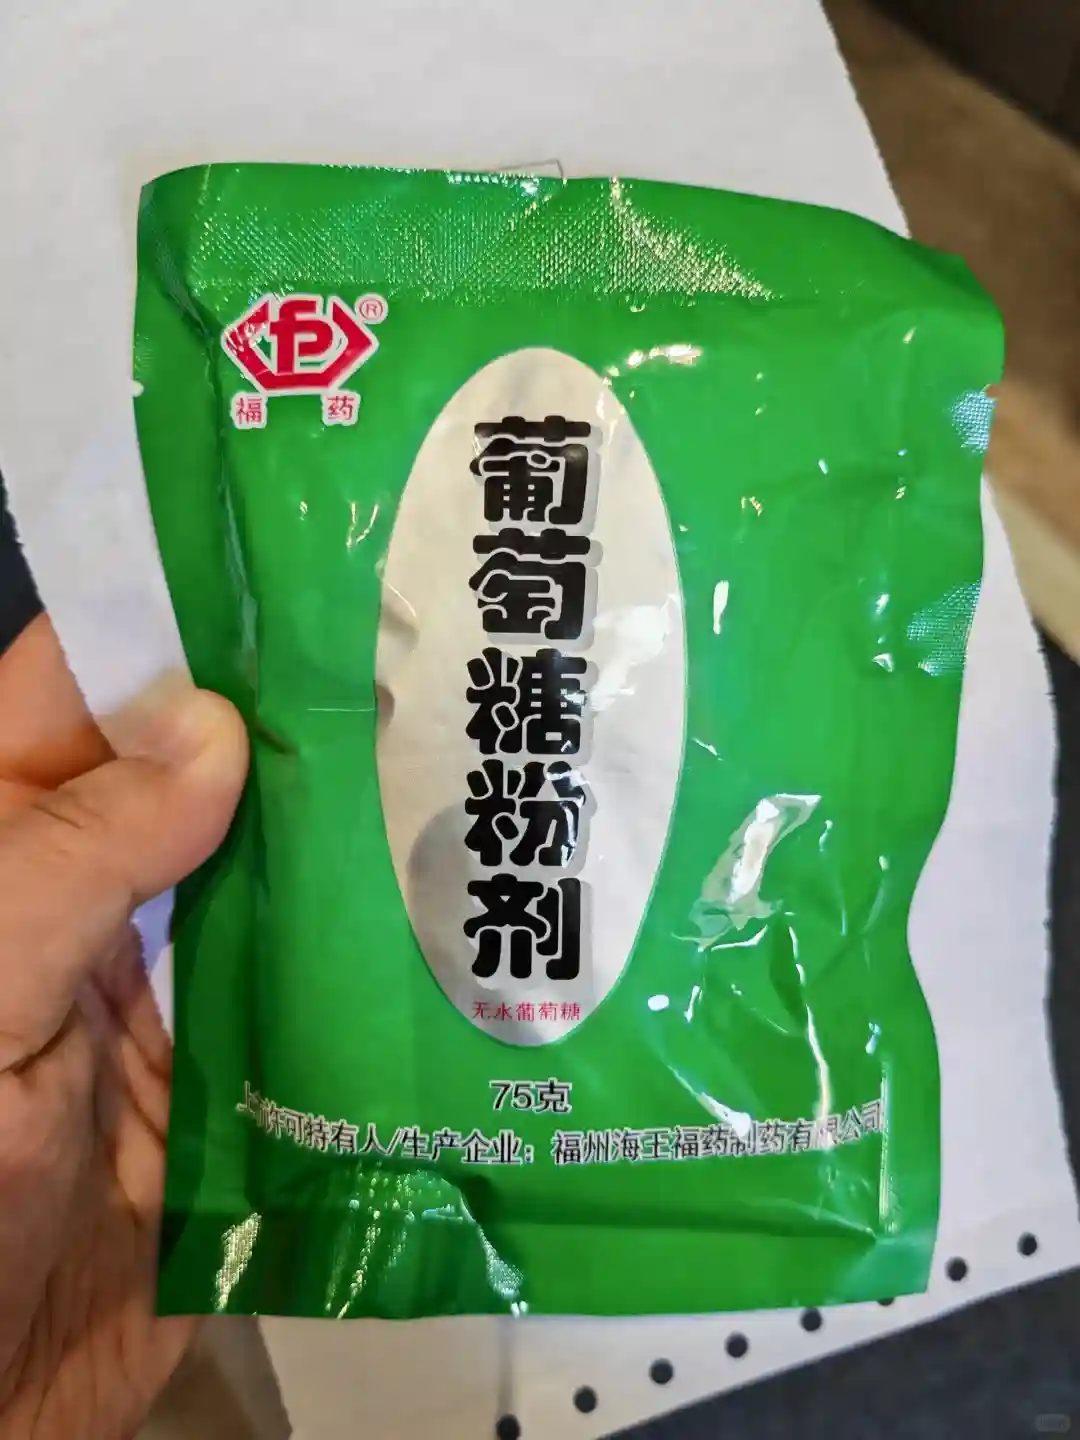 fp®
福药
葡萄糖粉剂
无水葡萄糖
75克
上市许可持有人/生产企业：福州海王福药制药有限公司